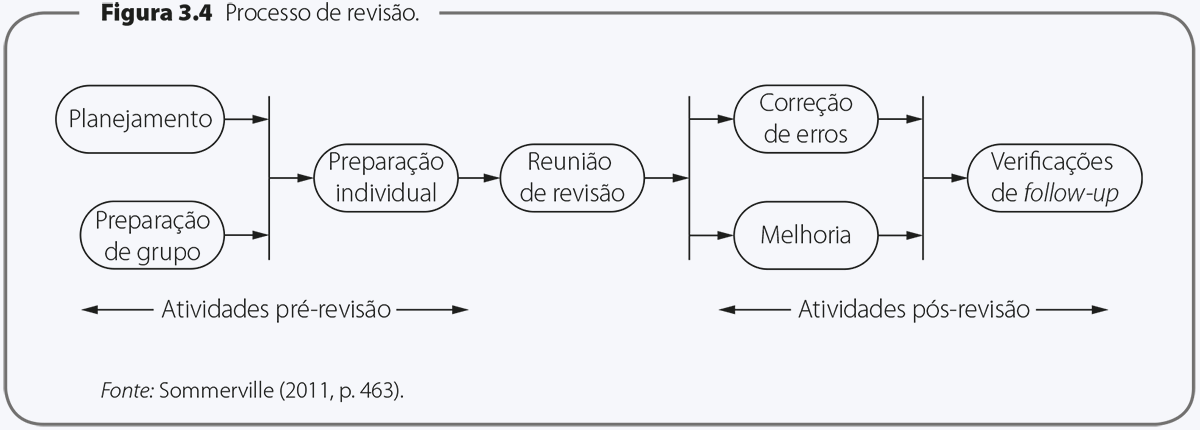 Figura 3.4 Processo de revisão.
Planejamento
Preparação
de grupo
Preparação
individual
Reunião
de revisão
Correção
de erros
Melhoria
Verificações
de follow-up
Atividades pré-revisão
Atividades pós-revisão
Fonte: Sommerville (2011, p. 463).